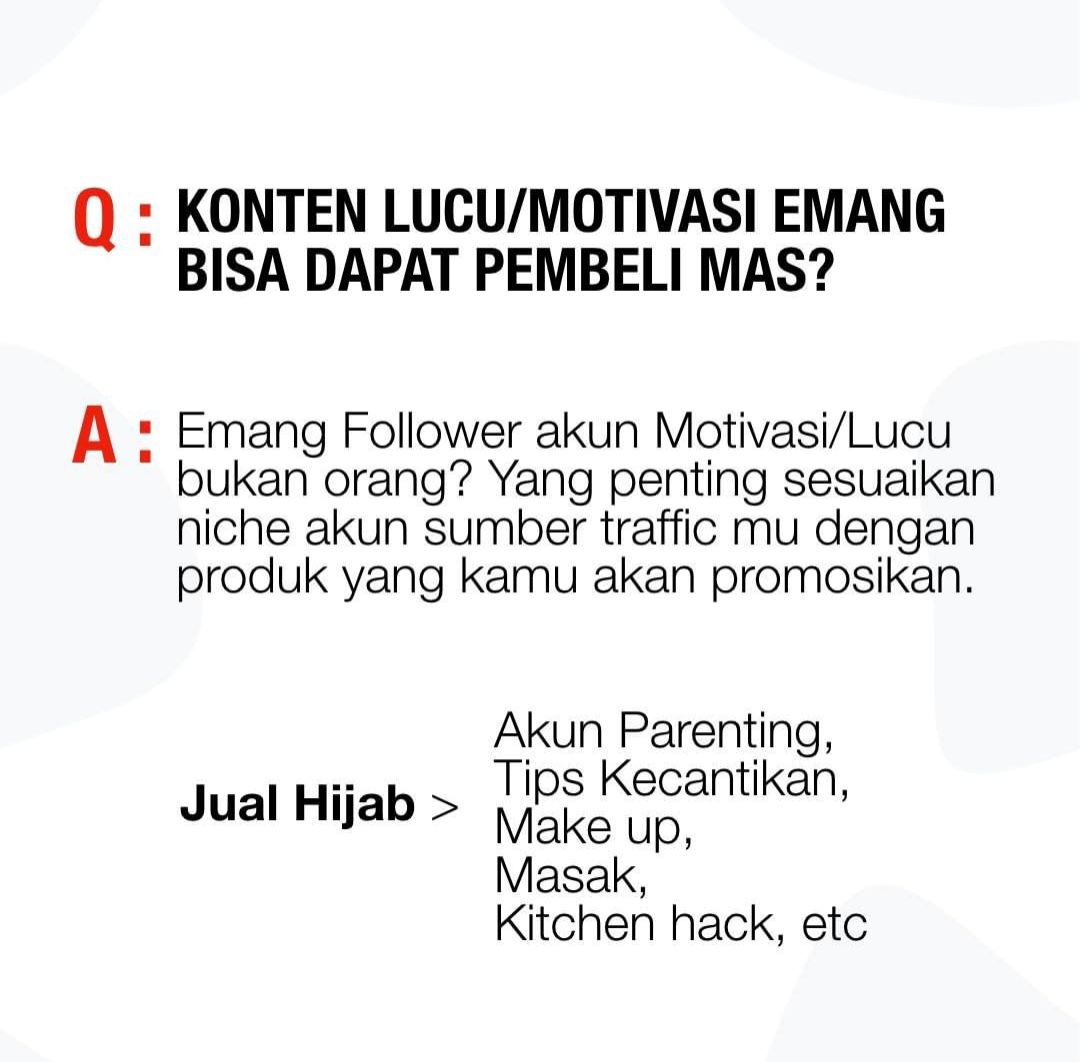 Q : KONTEN LUCU/MOTIVASI EMANG
BISA DAPAT PEMBELI MAS?
A : Emang Follower akun Motivasi/Lucu
bukan orang? Yang penting sesuaikan
niche akun sumber traffic mu dengan
produk yang kamu akan promosikan.
Jual Hijab >
Akun Parenting,
Tips Kecantikan,
Make up,
Masak,
Kitchen hack, etc